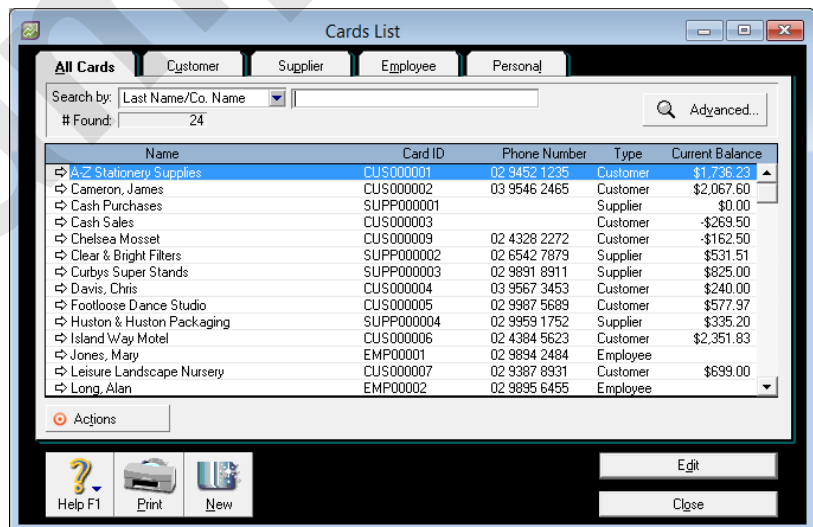 Cards List
All Cards Customer Supplier Employee Personal
Search by: Last Name/Co. Name
# Found: 24
Advanced...
Name Card ID Phone Number Type Current Balance
A-Z Stationery Supplies CUS000001 02 9452 1235 Customer $1,736.23
Cameron, James CUS000002 03 9546 2465 Customer $2,067.60
Cash Purchases SUPP000001 Supplier $0.00
Cash Sales CUS000003 Customer -$269.50
Chelsea Mosset CUS000009 02 4328 2272 Customer -$162.50
Clear & Bright Filters SUPP000002 02 6542 7879 Supplier $531.51
Curbys Super Stands SUPP000003 02 9891 8911 Supplier $825.00
Davis, Chris CUS000004 03 9567 3453 Customer $240.00
Footloose Dance Studio CUS000005 02 9987 5689 Customer $577.97
Huston & Huston Packaging SUPP000004 02 9959 1752 Supplier $335.20
Island Way Motel CUS000006 02 4384 5623 Customer $2,351.83
Jones, Mary EMP00001 02 9894 2484 Employee
Leisure Landscape Nursery CUS000007 02 9387 8931 Customer $699.00
Long, Alan EMP00002 02 9895 6455 Employee
Actions
Help F1 Print New
Edit
Close